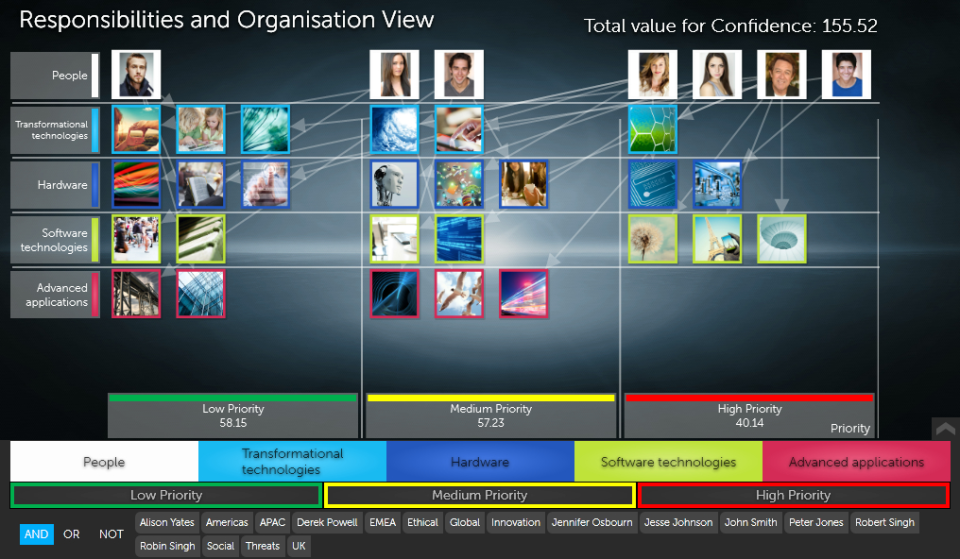 Responsibilities and Organisation View
Total value for Confidence: 155.52
People
Transformational
technologies
Hardware
Software
technologies
Advanced
applications
Low Priority
58.15
Medium Priority
57.23
High Priority
40.14
Priority
People
Transformational
technologies
Hardware
Software technologies
Advanced applications
Low Priority
Medium Priority
High Priority
AND OR NOT
Alison Yates Americas APAC Derek Powell EMEA Ethical Global Innovation Jennifer Osbourn Jesse Johnson John Smith Peter Jones Robert Singh
Robin Singh Social Threats UK